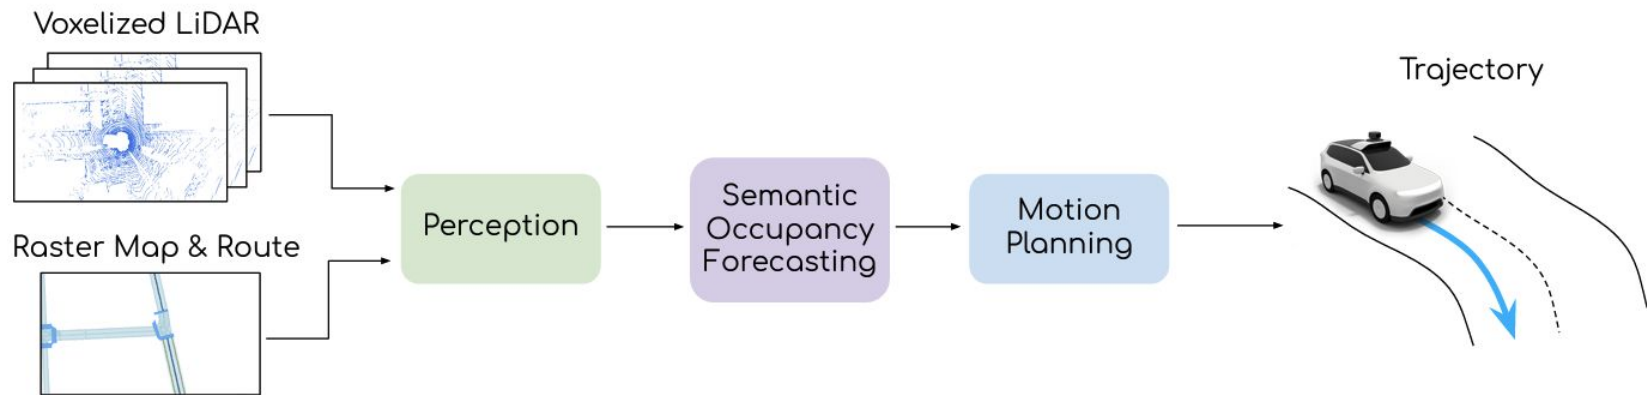 Voxelized LiDAR
Raster Map & Route
Perception
Semantic
Occupancy
Forecasting
Motion
Planning
Trajectory